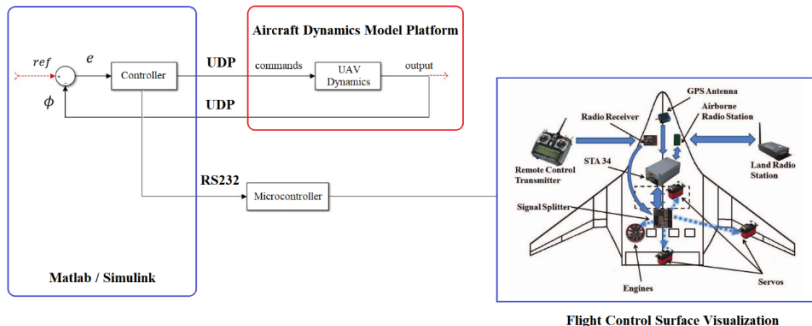 Aircraft Dynamics Model Platform
ref
e
Controller
UDP
commands
UAV
Dynamics
output
ϕ
UDP
RS232
Microcontroller
Matlab / Simulink
GPS Antenna
Radio Receiver
Airborne
Radio Station
Remote Control
Transmitter
STA 34
Land Radio
Station
Signal Splitter
Engines
Servos
Flight Control Surface Visualization